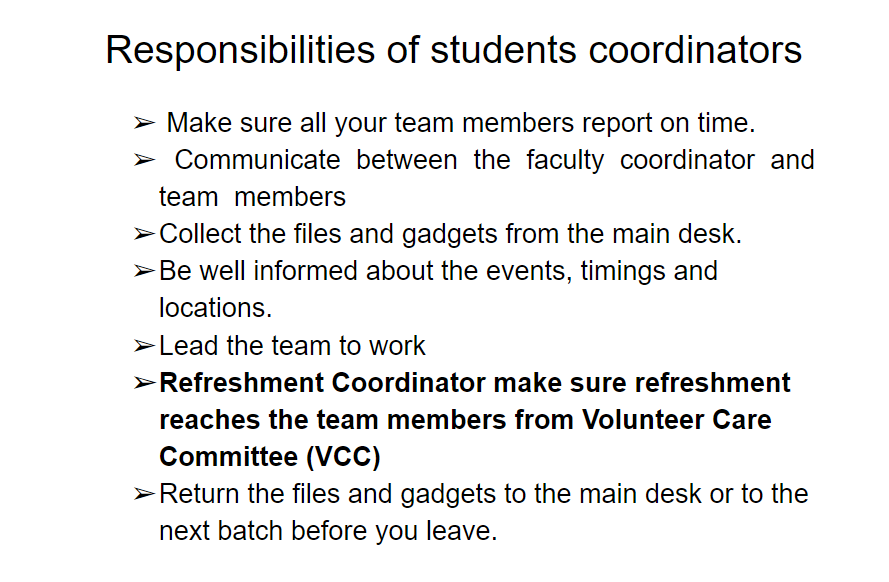 Responsibilities of students coordinators
➢ Make sure all your team members report on time.
➢ Communicate between the faculty coordinator and
team members
➢Collect the files and gadgets from the main desk.
➢Be well informed about the events, timings and
locations.
➢Lead the team to work
➢Refreshment Coordinator make sure refreshment
reaches the team members from Volunteer Care
Committee (VCC)
➢Return the files and gadgets to the main desk or to the
next batch before you leave.